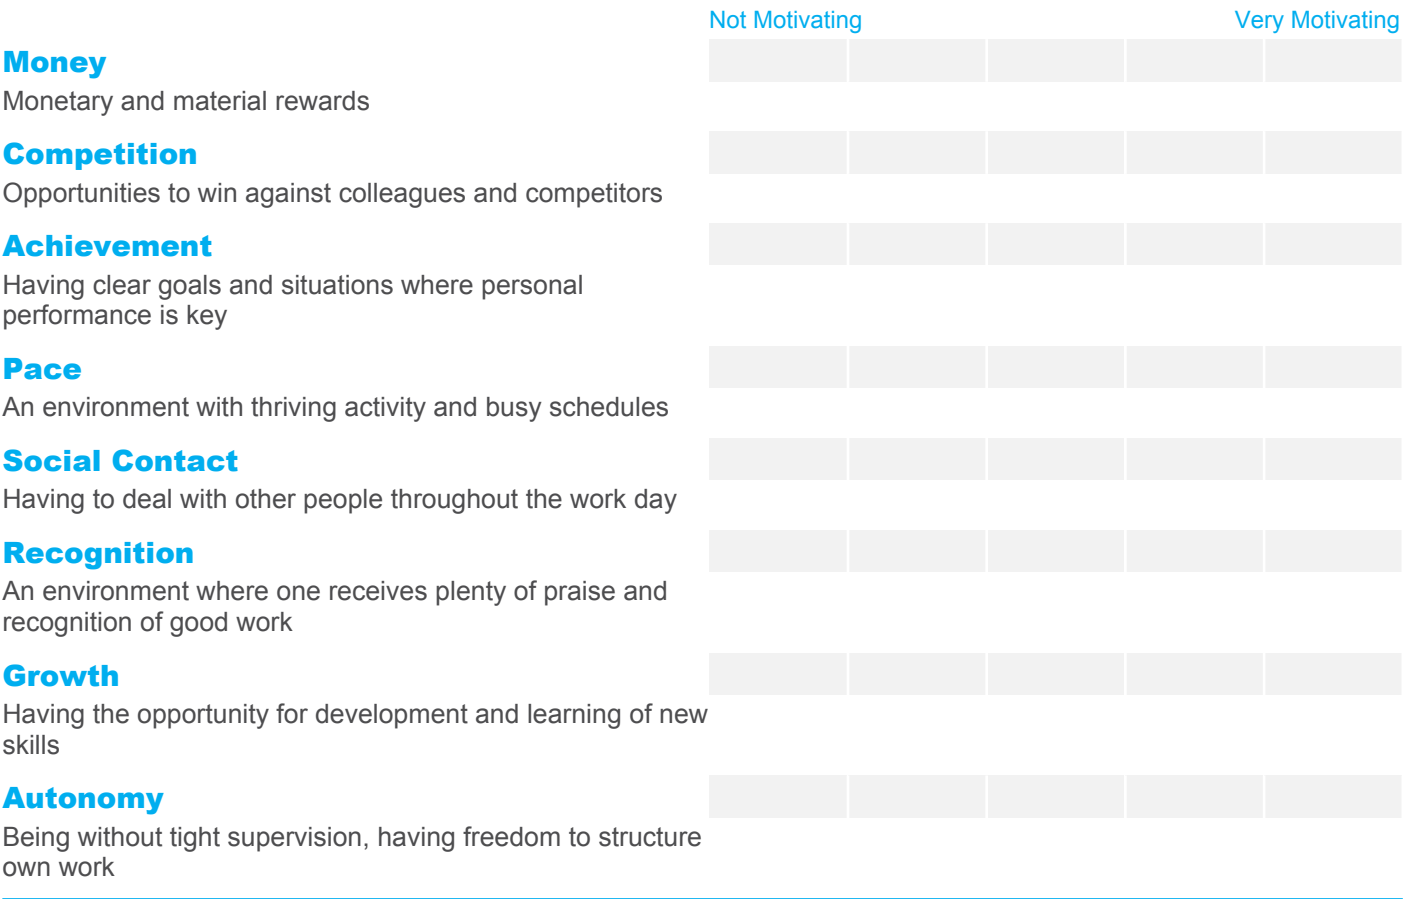 Not Motivating Very Motivating
Money
Monetary and material rewards
Competition
Opportunities to win against colleagues and competitors
Achievement
Having clear goals and situations where personal
performance is key
Pace
An environment with thriving activity and busy schedules
Social Contact
Having to deal with other people throughout the work day
Recognition
An environment where one receives plenty of praise and
recognition of good work
Growth
Having the opportunity for development and learning of new
skills
Autonomy
Being without tight supervision, having freedom to structure
own work